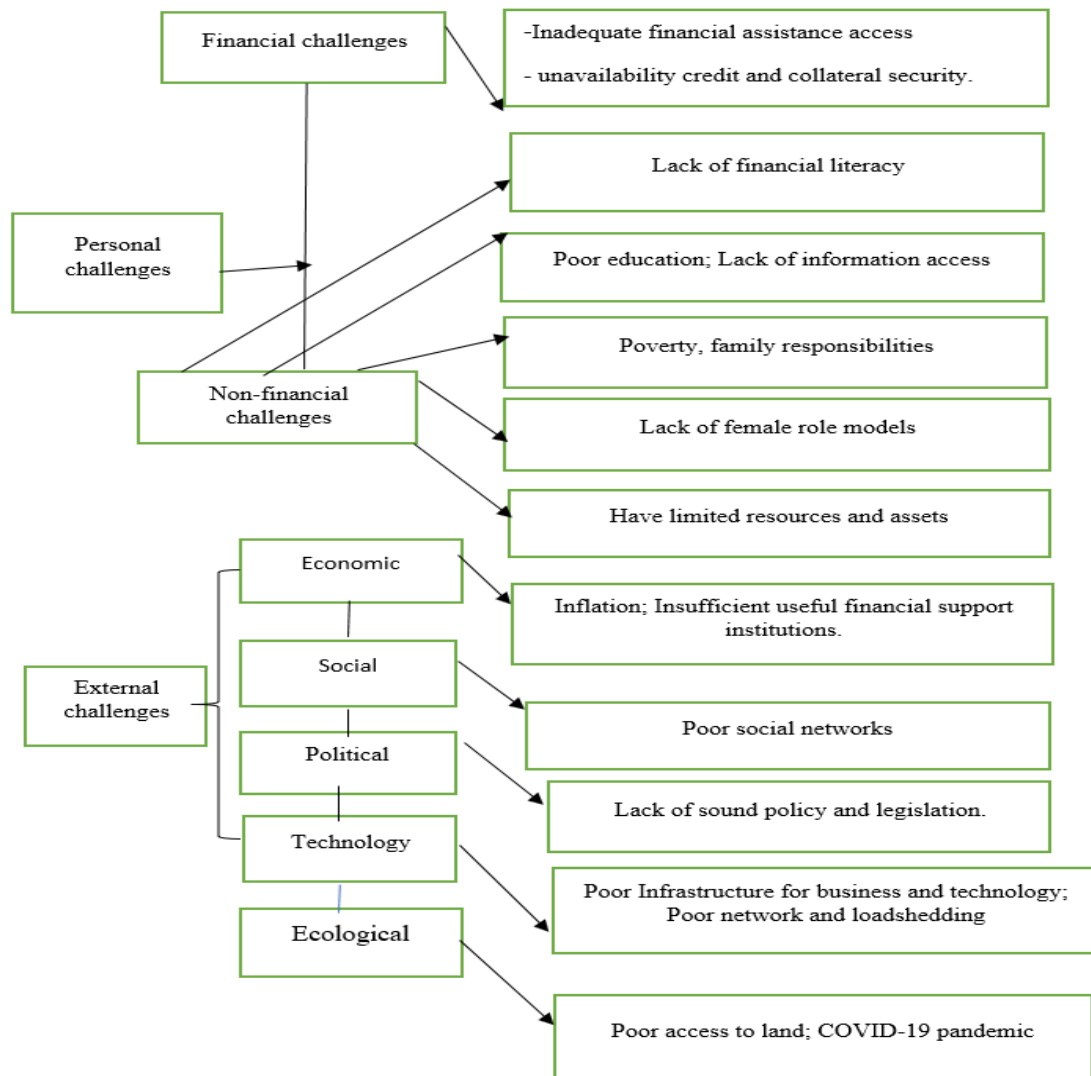 Financial challenges
-Inadequate financial assistance access
- unavailability credit and collateral security.
Lack of financial literacy
Personal
challenges
Poor education; Lack of information access
Poverty, family responsibilities
Non-financial
challenges
Lack of female role models
Have limited resources and assets
Economic
Inflation; Insufficient useful financial support
institutions.
Social
External
challenges
Poor social networks
Political
Lack of sound policy and legislation.
Technology
Poor Infrastructure for business and technology;
Poor network and loadshedding
Ecological
Poor access to land; COVID-19 pandemic